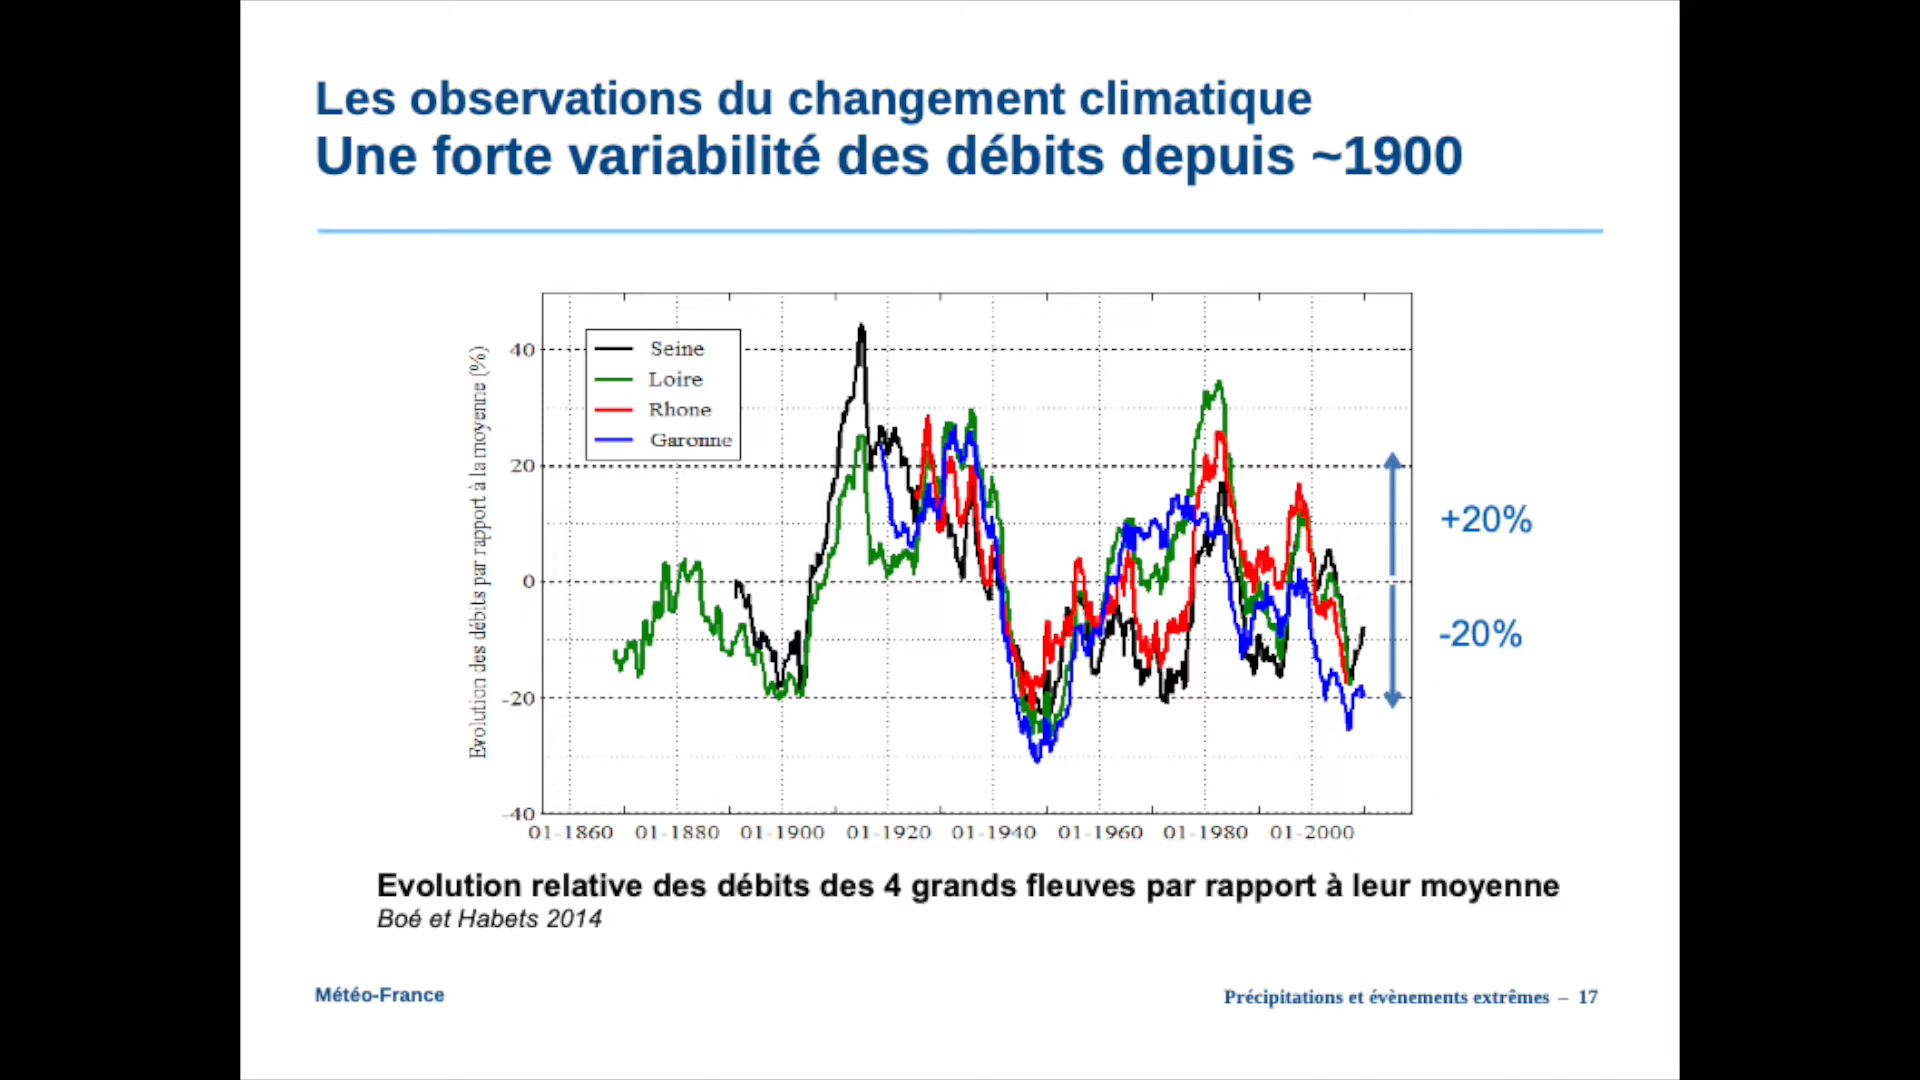 Les observations du changement climatique
Une forte variabilité des débits depuis ~1900
Evolution des débits par rapport à la moyenne (%)
40
20
0
-20
-40
Seine
Loire
Rhone
Garonne
+20%
-20%
01-1860 01-1880 01-1900 01-1920 01-1940 01-1960 01-1980 01-2000
Evolution relative des débits des 4 grands fleuves par rapport à leur moyenne
Boé et Habets 2014
Météo-France
Précipitations et évènements extrêmes – 17